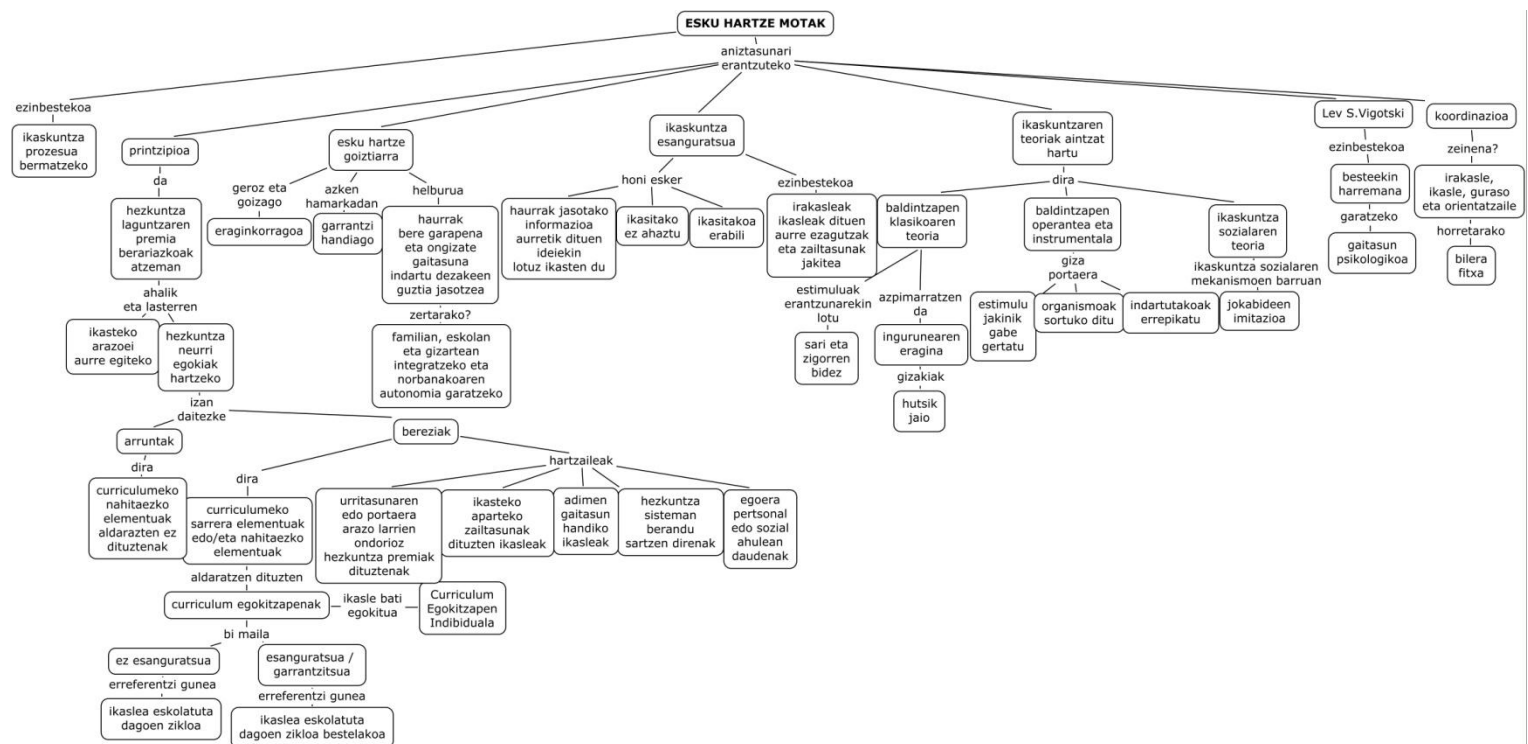 ESKU HARTZE MOTAK
aniztasunari
erantzuteko
ezinbestekoa
ikaskuntza
prozesua
bermatzeko
printzipioa
da
hezkuntza
laguntzaren
premia
berariazkoak
atzeman
ahalik
eta lasterren
ikasteko
arazoei
aurre egiteko
hezkuntza
neurri
egokiak
hartzeko
izan
daitezke
arruntak
dira
curriculumeko
nahitaezko
elementuak
aldarazten ez
dituztenak
bereziak
dira
curriculumeko
sarrera elementuak
edo/eta nahitaezko
elementuak
aldaratzen dituzten
curriculum egokitzapenak
ikasle bati
egokitua
Curriculum
Egokitzapen
Indibiduala
bi maila
ez esanguratsua
erreferentzi gunea
ikaslea eskolatuta
dagoen zikloa
esanguratsua /
garrantzitsua
erreferentzi gunea
ikaslea eskolatuta
dagoen zikloa bestelakoa
hartzaileak
urritasunaren
edo portaera
arazo larrien
ondorioz
hezkuntza premiak
dituztenak
ikasteko
aparteko
zailtasunak
dituzten ikasleak
adimen
gaitasun
handiko
ikasleak
hezkuntza
sisteman
berandu
sartzen direnak
egoera
pertsonal
edo sozial
ahulean
daudenak
esku hartze
goiztiarra
geroz eta
goizago
eraginkorragoa
azken
hamarkadan
garrantzi
handiago
helburua
haurrak
bere garapena
eta ongizate
gaitasuna
indartu dezakeen
guztia jasotzea
zertarako?
familian, eskolan
eta gizartean
integratzeko eta
norbanakoaren
autonomia garatzeko
ikaskuntza
esanguratsua
honi esker
haurrak jasotako
informazioa
aurretik dituen
ideiekin
lotuz ikasten du
ikasitako
ez ahaztu
ikasitakoa
erabili
ezinbestekoa
irakasleak
ikasleak dituen
aurre ezagutzak
eta zailtasunak
jakitea
ikaskuntzaren
teoriak aintzat
hartu
dira
baldintzapen
klasikoaren
teoria
estimuluak
erantzunarekin
lotu
sari eta
zigorren
bidez
azpimarratzen
da
ingurunearen
eragina
gizakiak
hutsik
jaio
baldintzapen
operantea eta
instrumentala
giza
portaera
estimulu
jakinik
gabe
gertatu
organismoak
sortuko ditu
indartutakoak
errepikatu
ikaskuntza
sozialaren
teoria
ikaskuntza sozialaren
mekanismoen barruan
jokabideen
imitazioa
Lev S.Vigotski
ezinbestekoa
besteekin
harremana
garatzeko
gaitasun
psikologikoa
koordinazioa
zeinena?
irakasle,
ikasle, guraso
eta orientatzaile
horretarako
bilera
fitxa